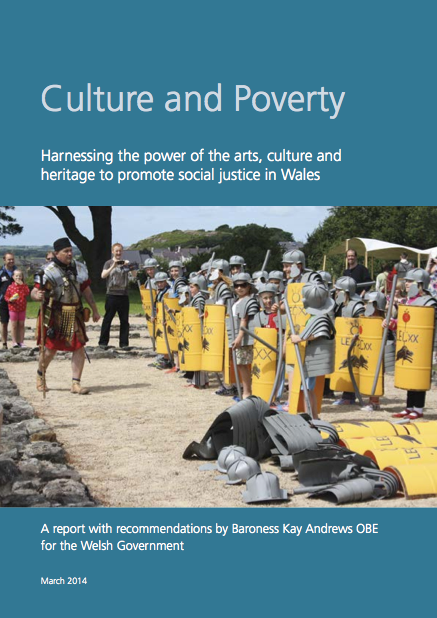 Culture and Poverty
Harnessing the power of the arts, culture and
heritage to promote social justice in Wales
LEXX
A report with recommendations by Baroness Kay Andrews OBE
for the Welsh Government
March 2014